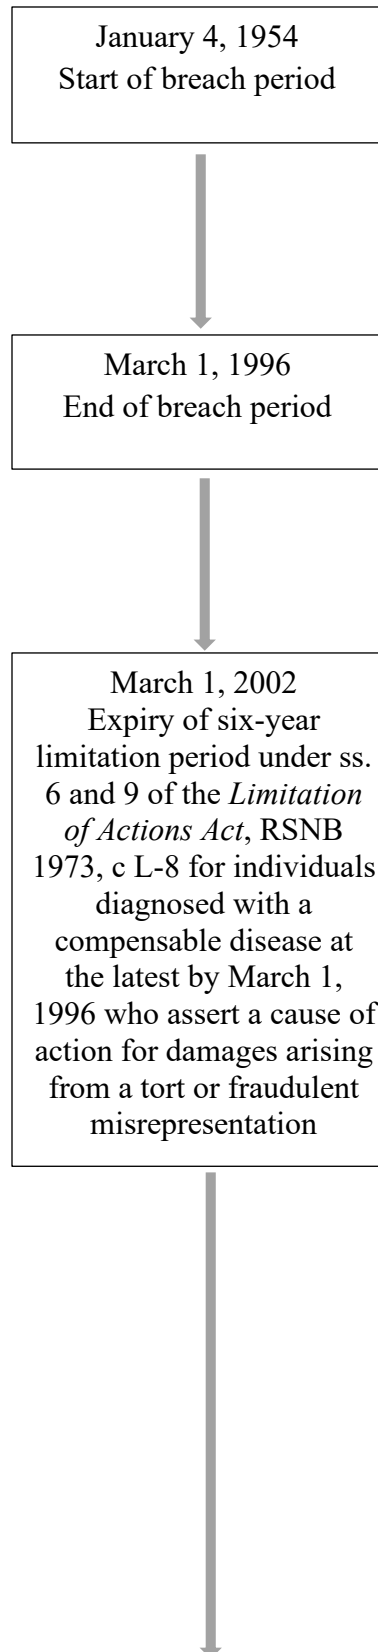 January 4, 1954
Start of breach period
March 1, 1996
End of breach period
March 1, 2002
Expiry of six-year
limitation period under ss.
6 and 9 of the Limitation
of Actions Act, RSNB
1973, c L-8 for individuals
diagnosed with a
compensable disease at
the latest by March 1,
1996 who assert a cause of
action for damages arising
from a tort or fraudulent
misrepresentation